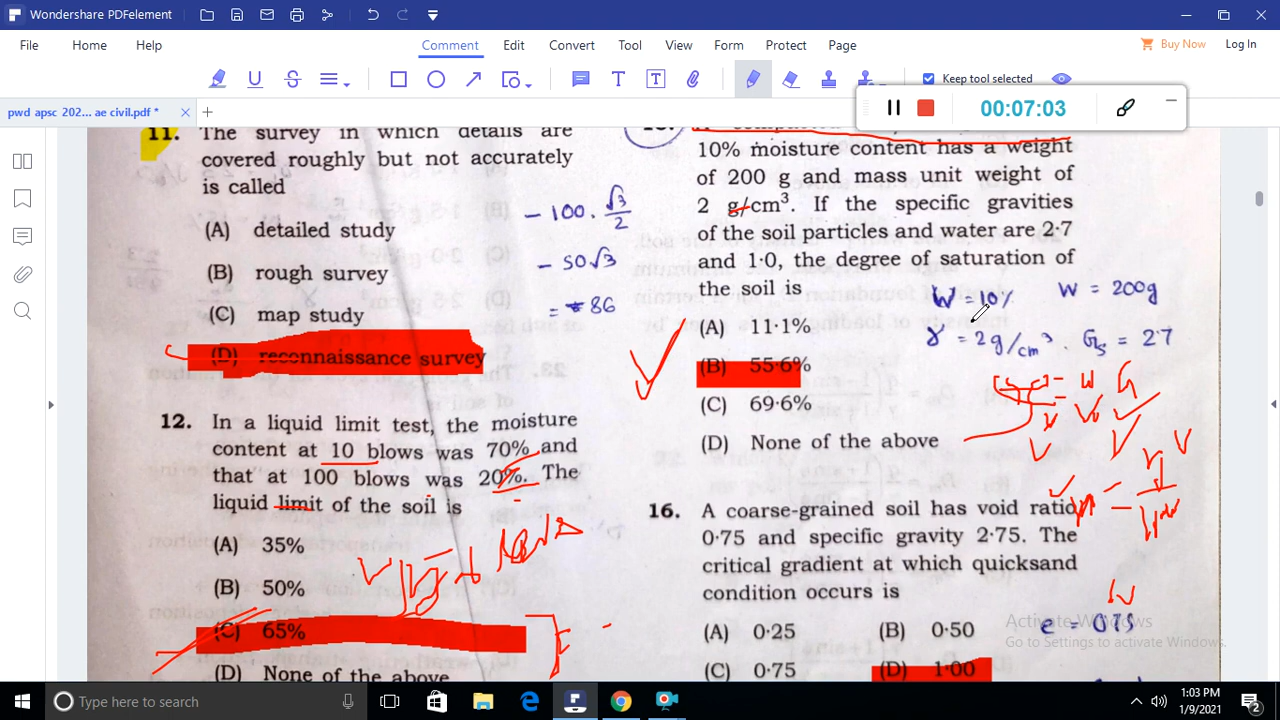 Wondershare PDFelement
File Home Help
Comment Edit Convert Tool View Form Protect Page
Buy Now Log In
Keep tool selected
pwd apsc 202... ae civil.pdf *
00:07:03
11. The survey in which details are
covered roughly but not accurately
is called
(A) detailed study
(B) rough survey
(C) map study
(D) reconnaissance survey
- 100 . √3/2
- 50√3
= - 86
12. In a liquid limit test, the moisture
content at 10 blows was 70% and
that at 100 blows was 20%. The
liquid limit of the soil is
(A) 35%
(B) 50%
(C) 65%
(D) None of the above
10% moisture content has a weight
of 200 g and mass unit weight of
2 g/cm³. If the specific gravities
of the soil particles and water are 2·7
and 1·0, the degree of saturation of
the soil is
(A) 11·1%
(B) 55·6%
(C) 69·6%
(D) None of the above
W = 10% W = 200g
γ = 2g/cm³. Gs = 2·7
16. A coarse-grained soil has void ratio
0·75 and specific gravity 2·75. The
critical gradient at which quicksand
condition occurs is
(A) 0·25 (B) 0·50
(C) 0·75 (D) 1·00
e = 0.75
Activate Windows
Go to Settings to activate Windows.
Type here to search
1:03 PM
1/9/2021
2